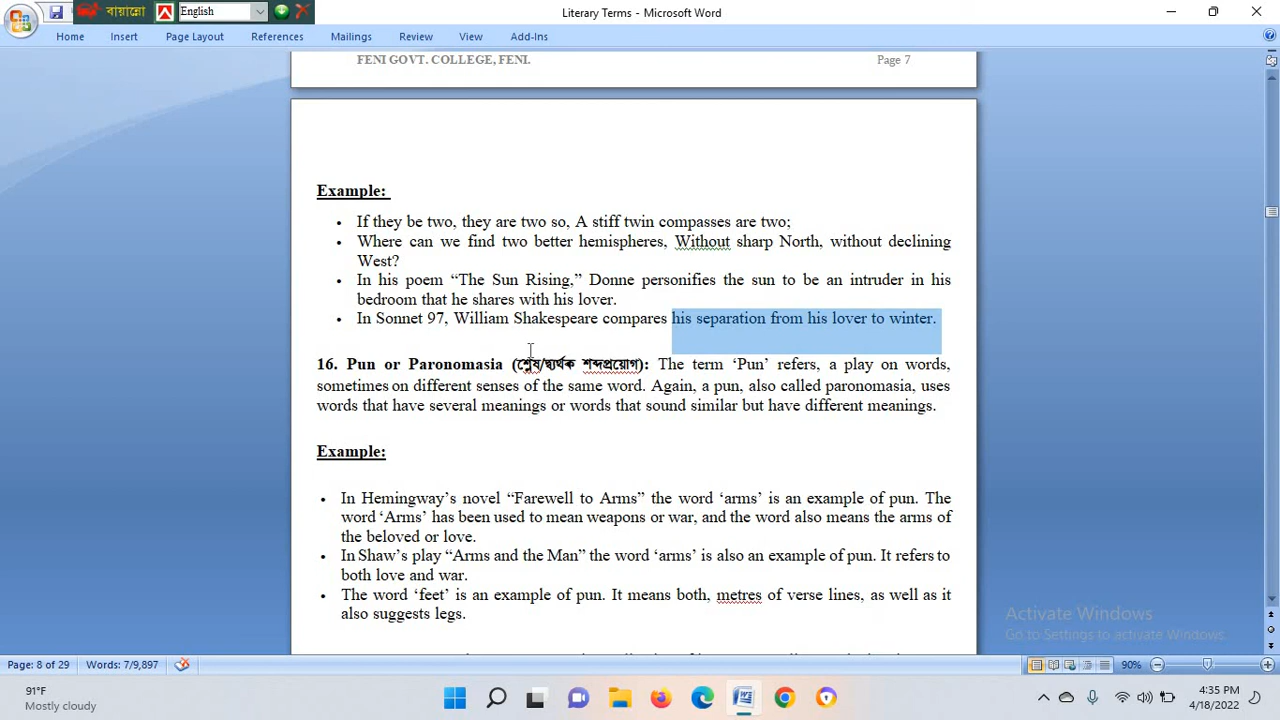 বায়ান্নো
English
Literary Terms - Microsoft Word
Home Insert Page Layout References Mailings Review View Add-Ins
FENI GOVT. COLLEGE, FENI. Page 7
Example:
• If they be two, they are two so, A stiff twin compasses are two;
• Where can we find two better hemispheres, Without sharp North, without declining
West?
• In his poem “The Sun Rising,” Donne personifies the sun to be an intruder in his
bedroom that he shares with his lover.
• In Sonnet 97, William Shakespeare compares his separation from his lover to winter.
16. Pun or Paronomasia (শ্লেষ/দ্ব্যর্থক শব্দপ্রয়োগ): The term ‘Pun’ refers, a play on words,
sometimes on different senses of the same word. Again, a pun, also called paronomasia, uses
words that have several meanings or words that sound similar but have different meanings.
Example:
• In Hemingway’s novel “Farewell to Arms” the word ‘arms’ is an example of pun. The
word ‘Arms’ has been used to mean weapons or war, and the word also means the arms of
the beloved or love.
• In Shaw’s play “Arms and the Man” the word ‘arms’ is also an example of pun. It refers to
both love and war.
• The word ‘feet’ is an example of pun. It means both, metres of verse lines, as well as it
also suggests legs.
Activate Windows
Go to Settings to activate Windows.
Page: 8 of 29 Words: 7/9,897 90%
91°F
Mostly cloudy
4:35 PM
4/18/2022